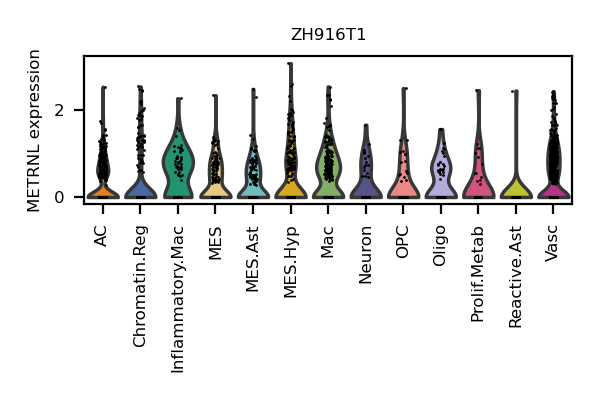 ZH916T1
METRNL expression
2
0
AC
Chromatin.Reg
Inflammatory.Mac
MES
MES.Ast
MES.Hyp
Mac
Neuron
OPC
Oligo
Prolif.Metab
Reactive.Ast
Vasc